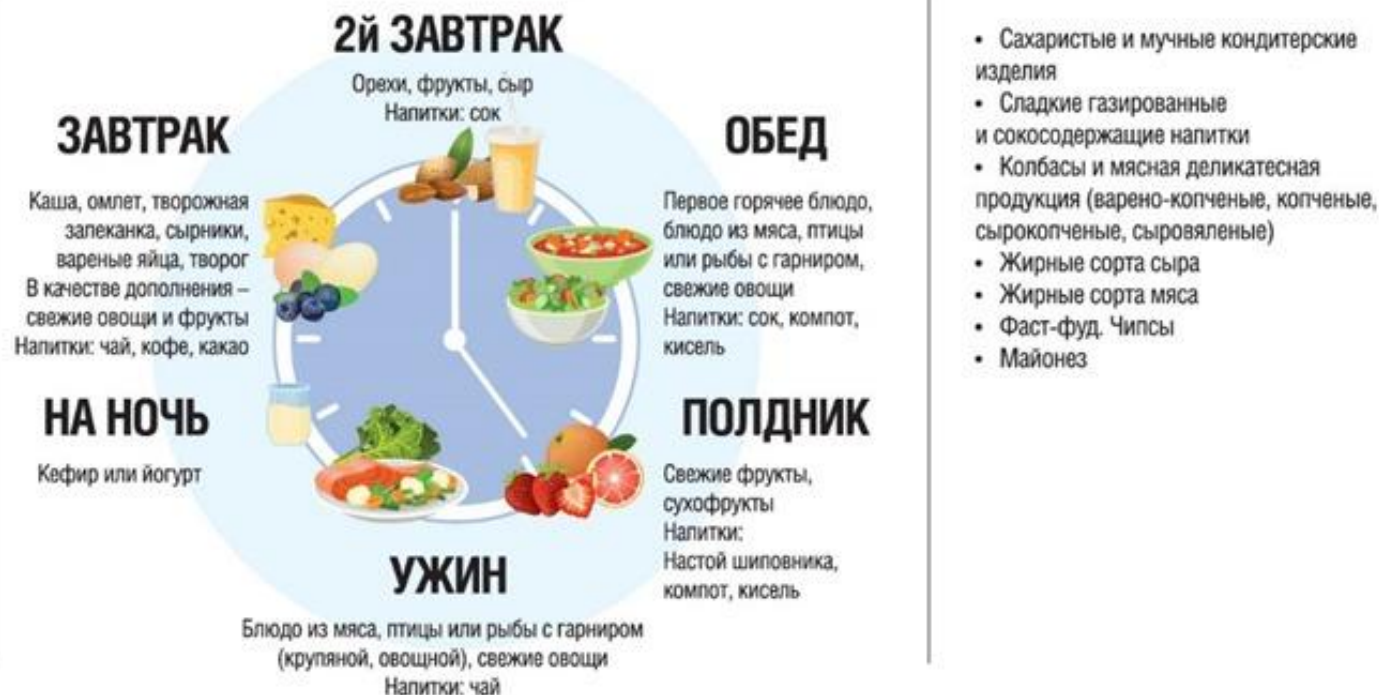 2й ЗАВТРАК
Орехи, фрукты, сыр
Напитки: сок
ЗАВТРАК
Каша, омлет, творожная
запеканка, сырники,
вареные яйца, творог
В качестве дополнения –
свежие овощи и фрукты
Напитки: чай, кофе, какао
ОБЕД
Первое горячее блюдо,
блюдо из мяса, птицы
или рыбы с гарниром,
свежие овощи
Напитки: сок, компот,
кисель
НА НОЧЬ
Кефир или йогурт
ПОЛДНИК
Свежие фрукты,
сухофрукты
Напитки:
Настой шиповника,
компот, кисель
УЖИН
Блюдо из мяса, птицы или рыбы с гарниром
(крупяной, овощной), свежие овощи
Напитки: чай
• Сахаристые и мучные кондитерские
изделия
• Сладкие газированные
и сокосодержащие напитки
• Колбасы и мясная деликатесная
продукция (варено-копченые, копченые,
сырокопченые, сыровяленые)
• Жирные сорта сыра
• Жирные сорта мяса
• Фаст-фуд. Чипсы
• Майонез